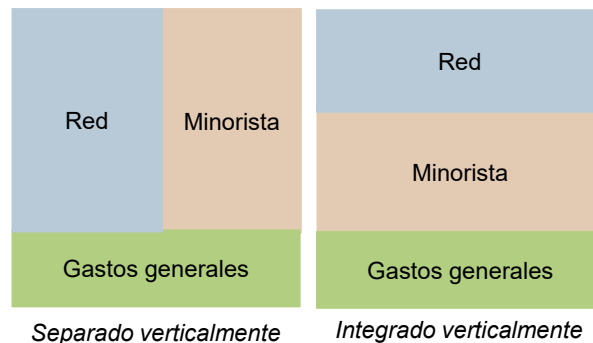 Red
Minorista
Gastos generales
Separado verticalmente
Red
Minorista
Gastos generales
Integrado verticalmente